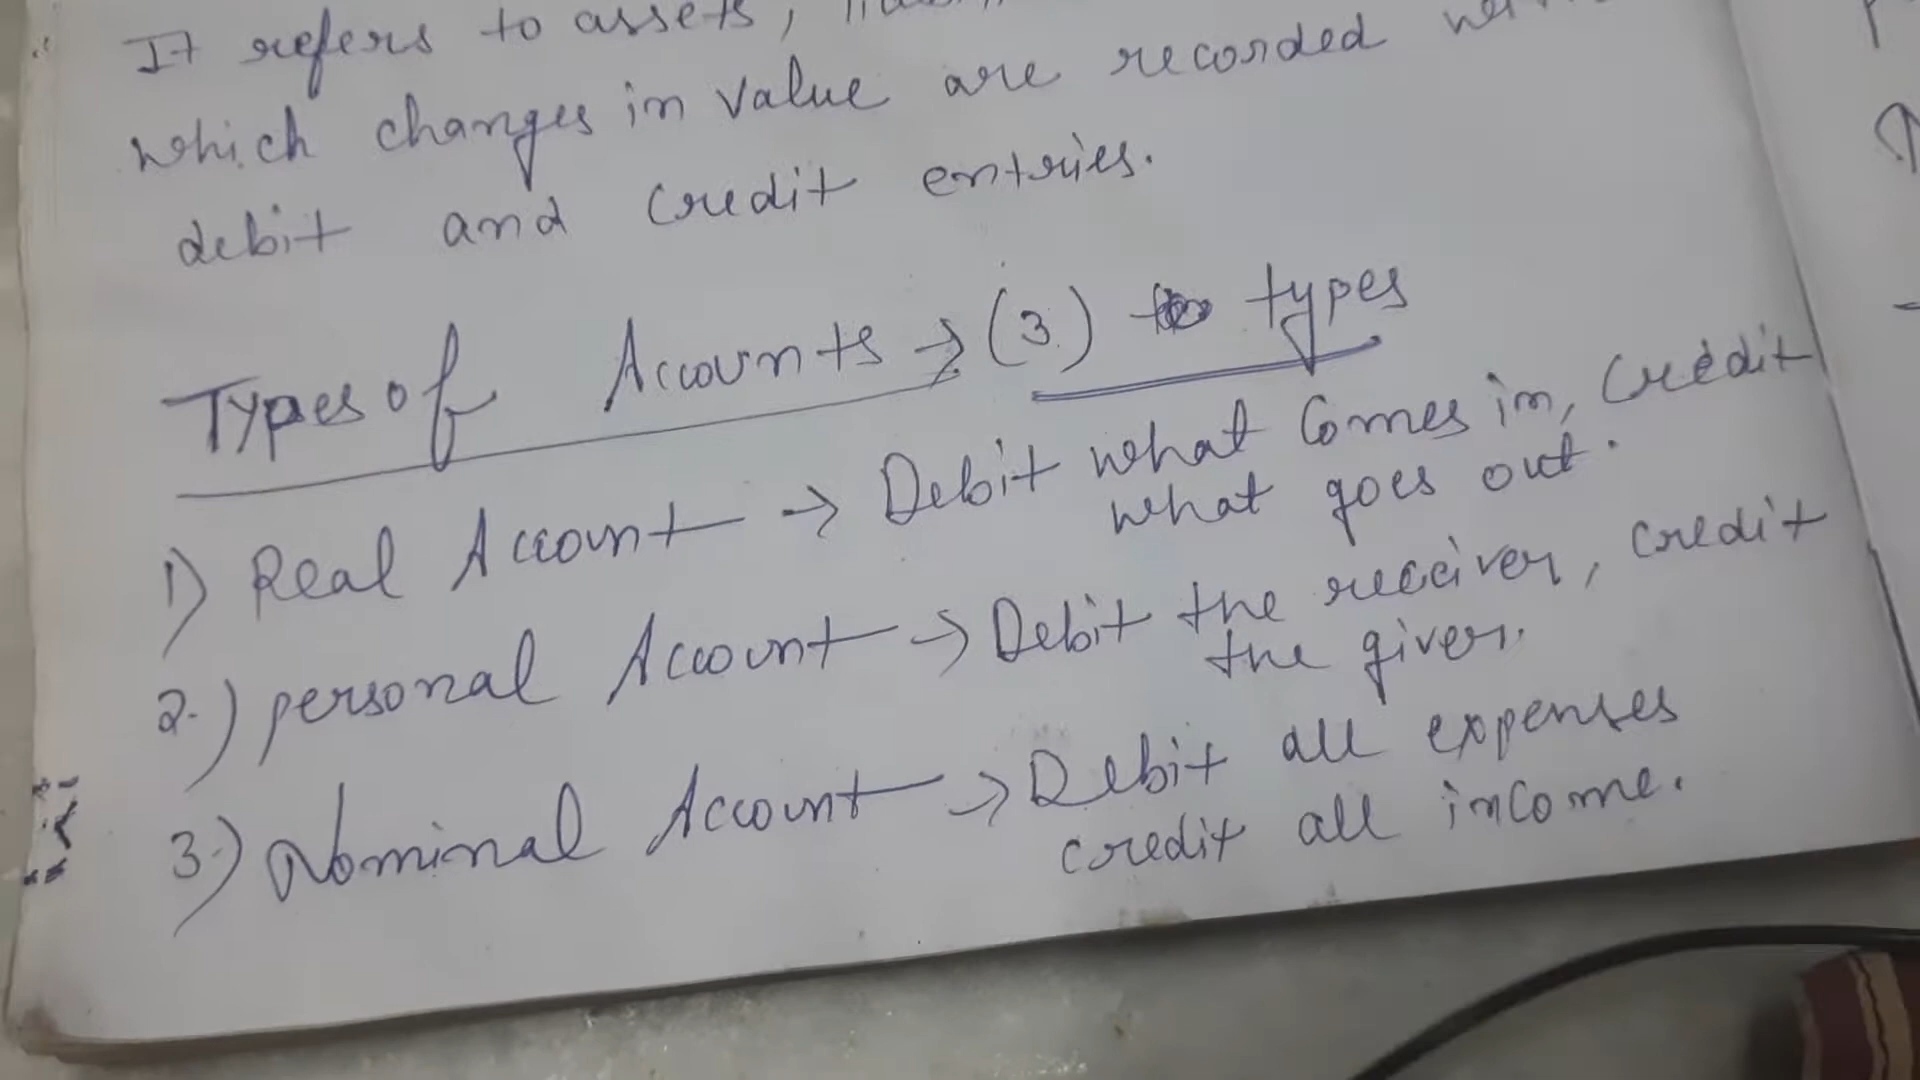 It refers to assets,
which changes in value are recorded
debit and credit entries.
Types of Accounts → (3) types
1) Real Account → Debit what Comes in, Credit
what goes out.
2.) personal Account → Debit the receiver, credit
the giver.
3.) Nominal Account → Debit all expenses
credit all income.